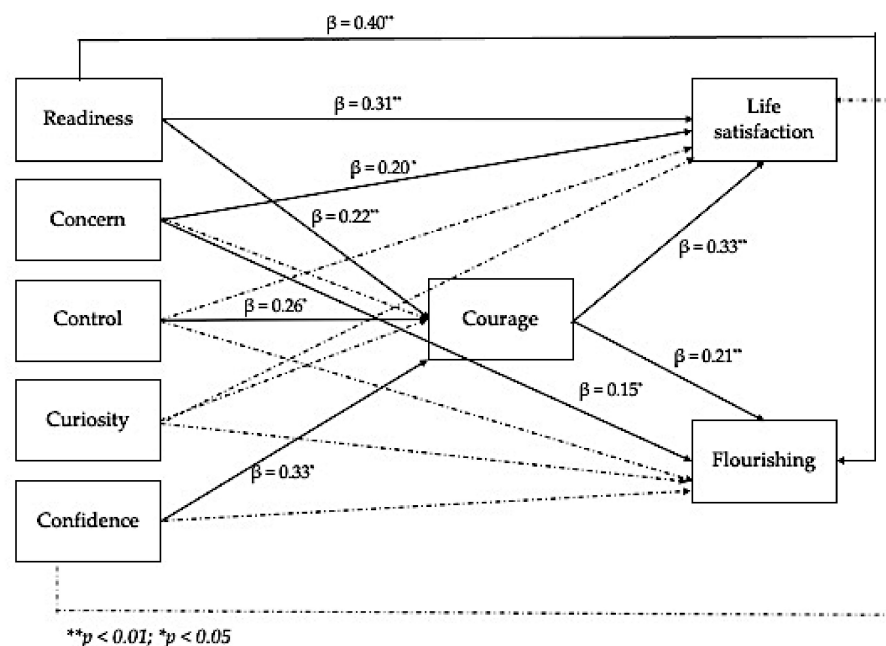 β = 0.40**
Readiness
β = 0.31**
Life
satisfaction
β = 0.20*
Concern
β = 0.22**
β = 0.33**
Control
β = 0.26*
Courage
β = 0.21**
β = 0.15*
Curiosity
Flourishing
β = 0.33*
Confidence
**p < 0.01; *p < 0.05